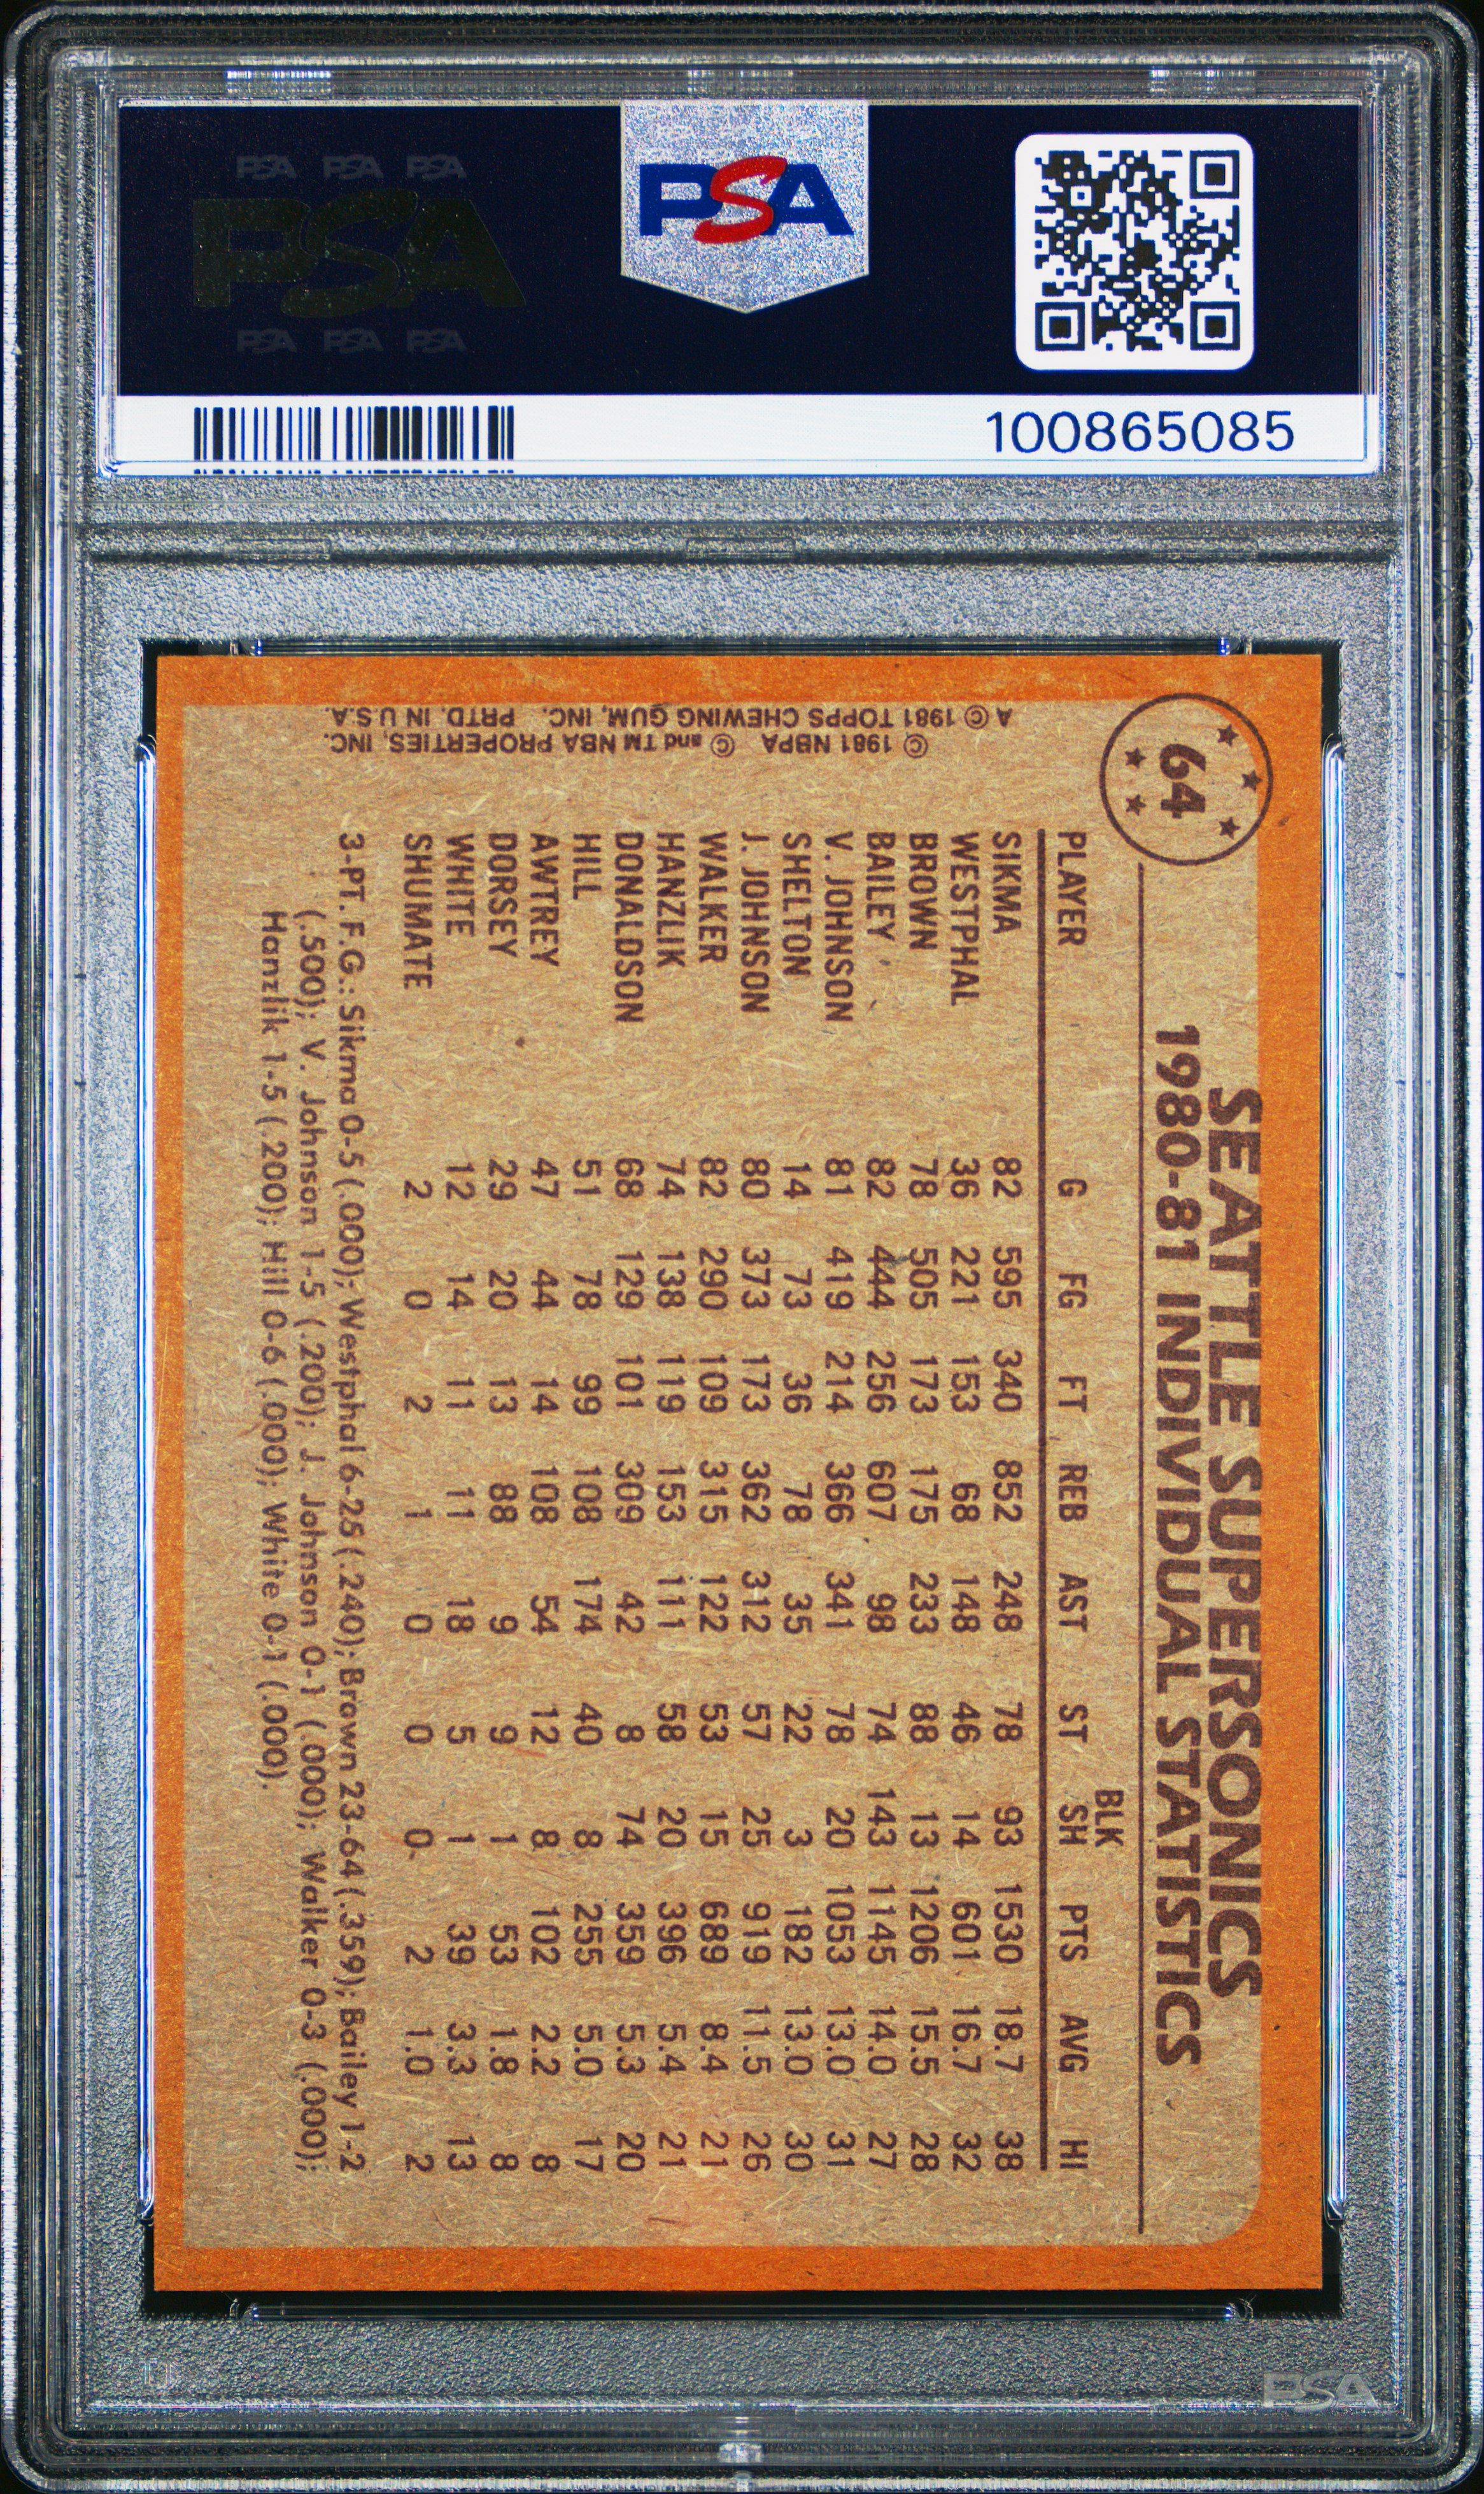 PSA PSA PSA
PSA
PSA PSA PSA
PSA
100865085
64
SEATTLE SUPERSONICS
1980-81 INDIVIDUAL STATISTICS
PLAYER G FG FT REB AST ST BLK SH PTS AVG HI
SIKMA 82 595 340 852 248 78 93 1530 18.7 38
WESTPHAL 36 221 153 68 148 46 14 601 16.7 32
BROWN 78 505 173 175 233 88 13 1206 15.5 28
BAILEY 82 444 256 607 98 74 143 1145 14.0 27
V. JOHNSON 81 419 214 366 341 78 20 1053 13.0 31
SHELTON 14 73 36 78 35 22 3 182 13.0 30
J. JOHNSON 80 373 173 362 312 57 25 919 11.5 26
WALKER 82 290 109 315 122 53 15 689 8.4 21
HANZLIK 74 138 119 153 111 58 20 396 5.4 21
DONALDSON 68 129 101 309 42 8 74 359 5.3 20
HILL 51 78 99 108 174 40 8 255 5.0 17
AWTREY 47 44 14 108 54 12 8 102 2.2 8
DORSEY 29 20 13 88 9 9 1 53 1.8 8
WHITE 12 14 11 11 18 5 1 39 3.3 13
SHUMATE 2 0 2 1 0 0 0 2 1.0 2
3-PT. F.G.: Sikma 0-5 (.000); Westphal 6-25 (.240); Brown 23-64 (.359); Bailey 1-2
(.500); V. Johnson 1-5 (.200); J. Johnson 0-1 (.000); Walker 0-3 (.000);
Hanzlik 1-5 (.200); Hill 0-6 (.000); White 0-1 (.000).
© 1981 NBPA © and TM NBA PROPERTIES, INC.
A © 1981 TOPPS CHEWING GUM, INC. PRTD. IN U.S.A.
PSA